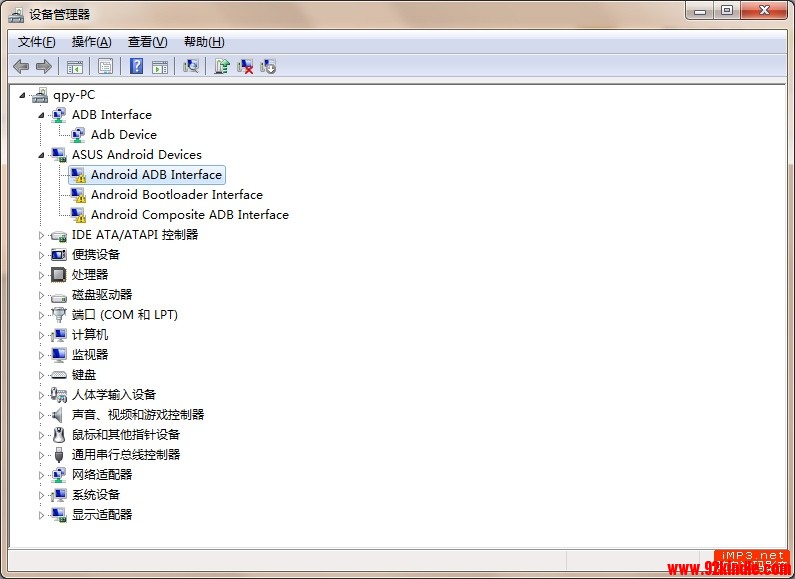 设备管理器
文件(F) 操作(A) 查看(V) 帮助(H)
qpy-PC
ADB Interface
Adb Device
ASUS Android Devices
Android ADB Interface
Android Bootloader Interface
Android Composite ADB Interface
IDE ATA/ATAPI 控制器
便携设备
处理器
磁盘驱动器
端口 (COM 和 LPT)
计算机
监视器
键盘
人体学输入设备
声音、视频和游戏控制器
鼠标和其他指针设备
通用串行总线控制器
网络适配器
系统设备
显示适配器
iMP3.net
www.92kindle.com